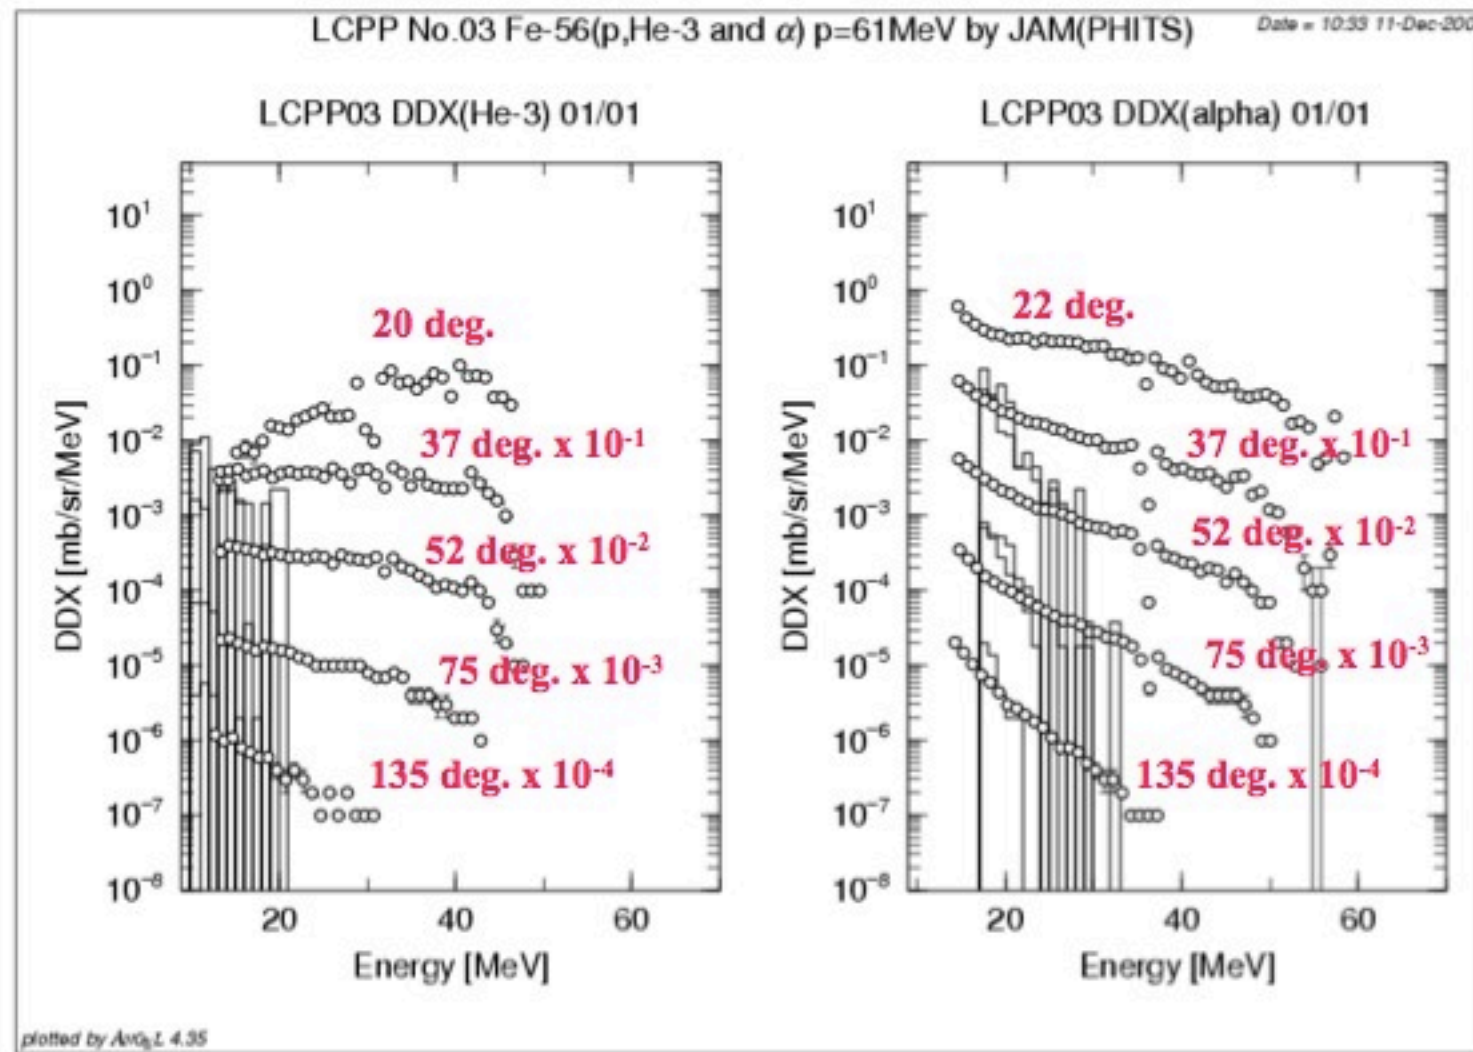 LCPP No.03 Fe-56(p,He-3 and α) p=61MeV by JAM(PHITS)
Date = 10:33 11-Dec-200
LCPP03 DDX(He-3) 01/01
DDX [mb/sr/MeV]
10¹
10⁰
10⁻¹
10⁻²
10⁻³
10⁻⁴
10⁻⁵
10⁻⁶
10⁻⁷
10⁻⁸
20 deg.
37 deg. x 10⁻¹
52 deg. x 10⁻²
75 deg. x 10⁻³
135 deg. x 10⁻⁴
20 40 60
Energy [MeV]
LCPP03 DDX(alpha) 01/01
DDX [mb/sr/MeV]
10¹
10⁰
10⁻¹
10⁻²
10⁻³
10⁻⁴
10⁻⁵
10⁻⁶
10⁻⁷
10⁻⁸
22 deg.
37 deg. x 10⁻¹
52 deg. x 10⁻²
75 deg. x 10⁻³
135 deg. x 10⁻⁴
20 40 60
Energy [MeV]
plotted by 4.35